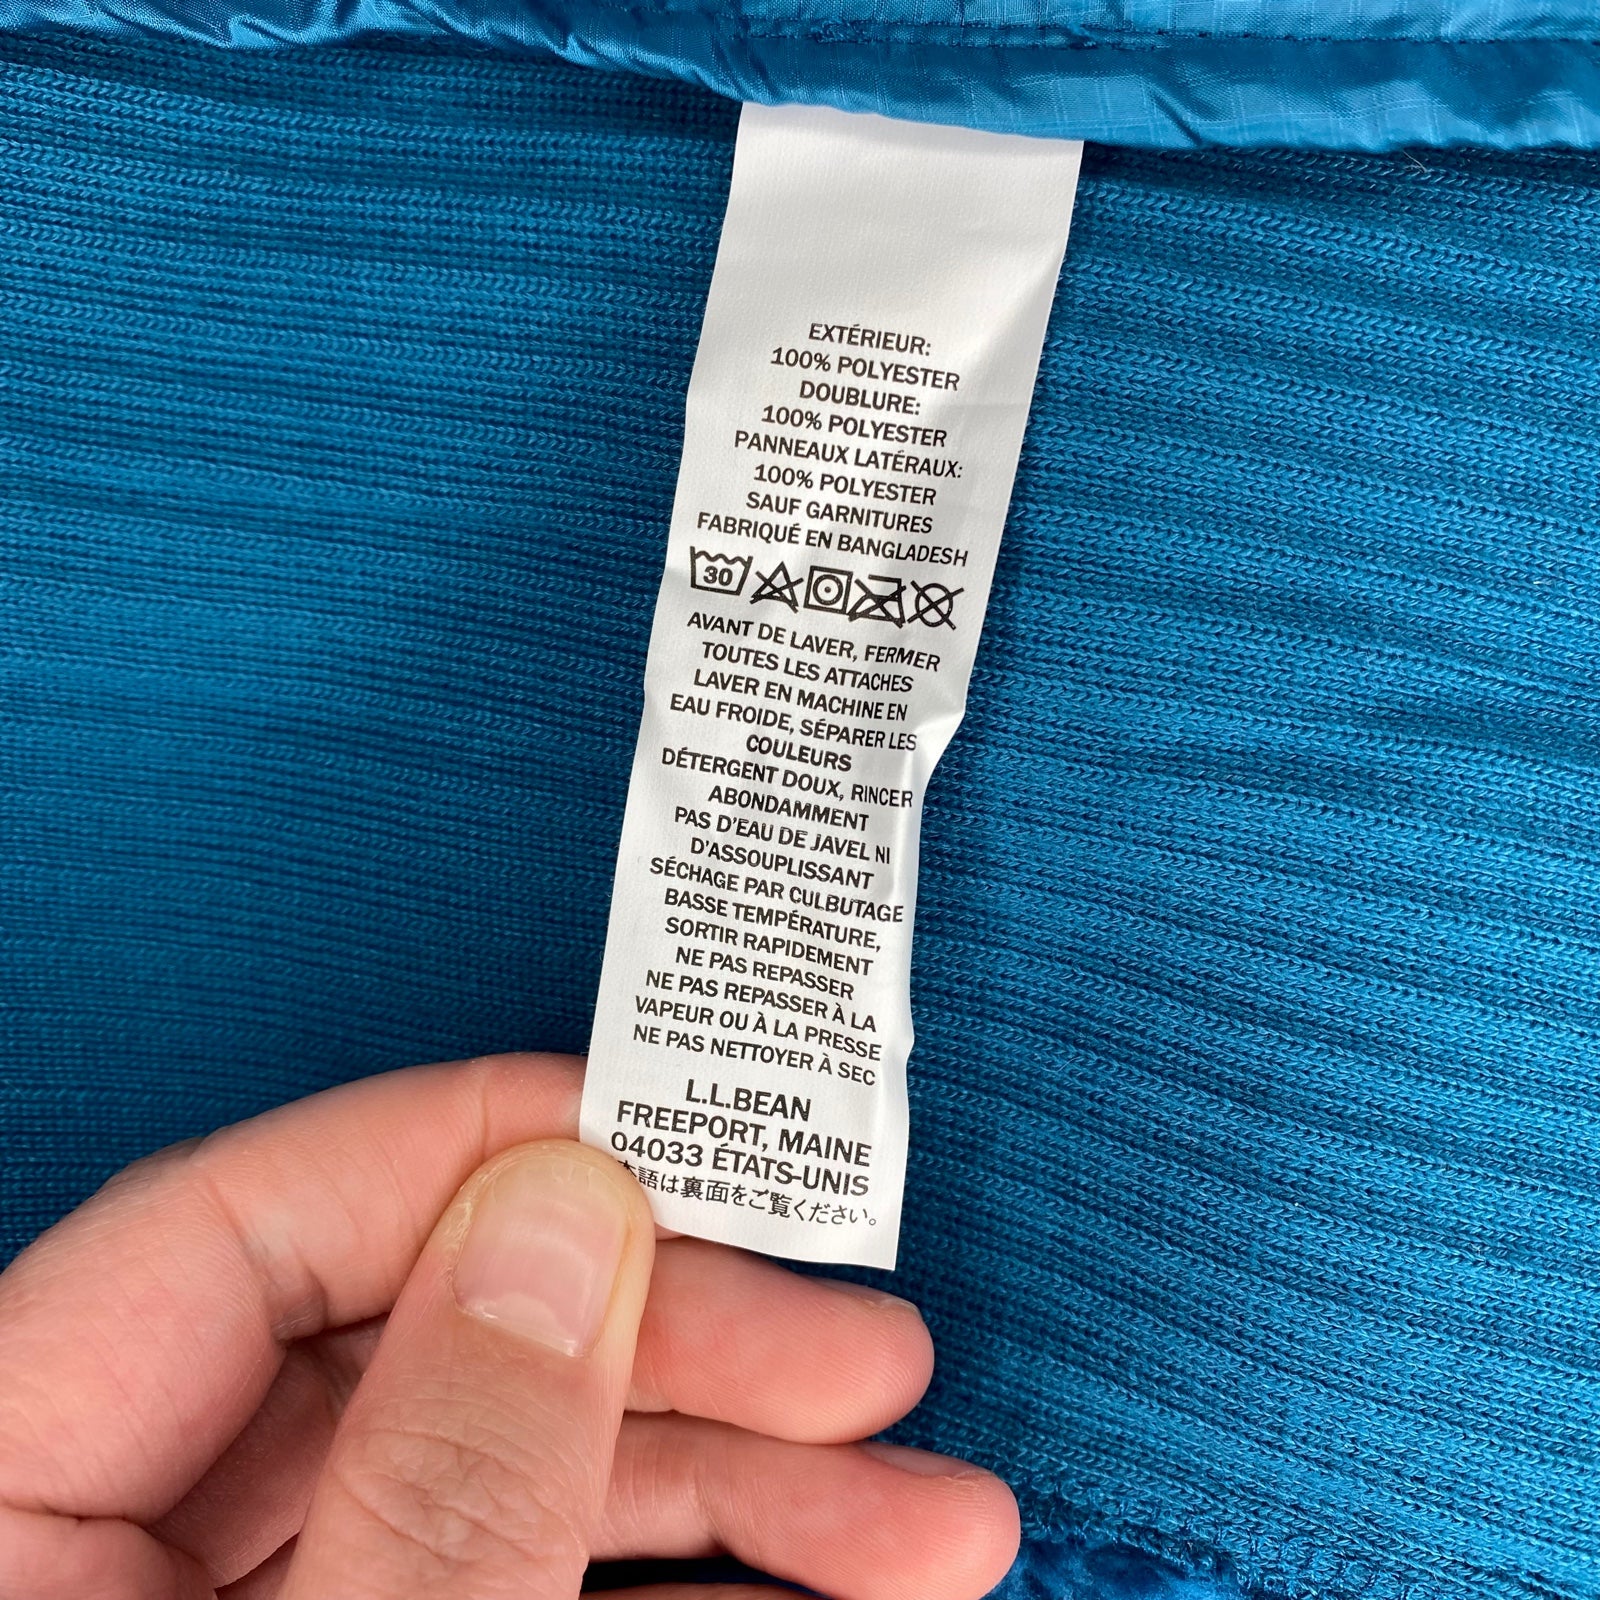 EXTÉRIEUR:
100% POLYESTER
DOUBLURE:
100% POLYESTER
PANNEAUX LATÉRAUX:
100% POLYESTER
SAUF GARNITURES
FABRIQUÉ EN BANGLADESH
30
AVANT DE LAVER, FERMER
TOUTES LES ATTACHES
LAVER EN MACHINE EN
EAU FROIDE, SÉPARER LES
COULEURS
DÉTERGENT DOUX, RINCER
ABONDAMMENT
PAS D'EAU DE JAVEL NI
D'ASSOUPLISSANT
SÉCHAGE PAR CULBUTAGE
BASSE TEMPÉRATURE,
SORTIR RAPIDEMENT
NE PAS REPASSER
NE PAS REPASSER À LA
VAPEUR OU À LA PRESSE
NE PAS NETTOYER À SEC
L.L.BEAN
FREEPORT, MAINE
04033 ÉTATS-UNIS
本語は裏面をご覧ください。